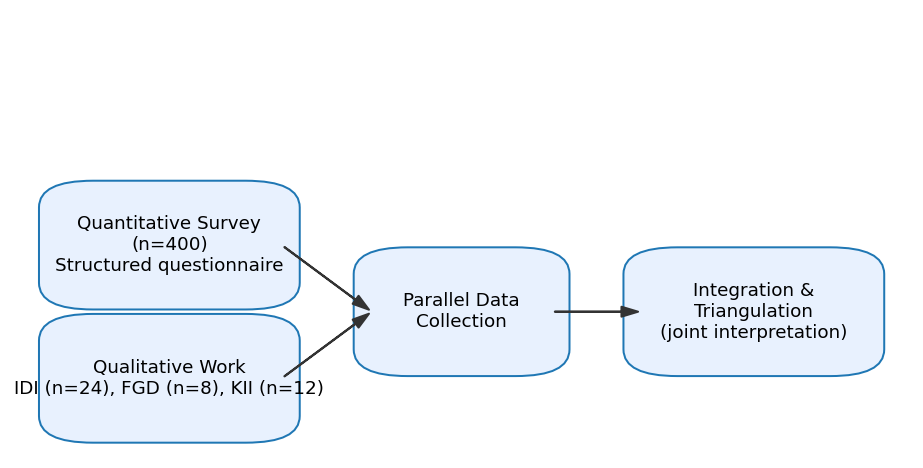 Quantitative Survey
(n=400)
Structured questionnaire
Qualitative Work
IDI (n=24), FGD (n=8), KII (n=12)
Parallel Data
Collection
Integration &
Triangulation
(joint interpretation)